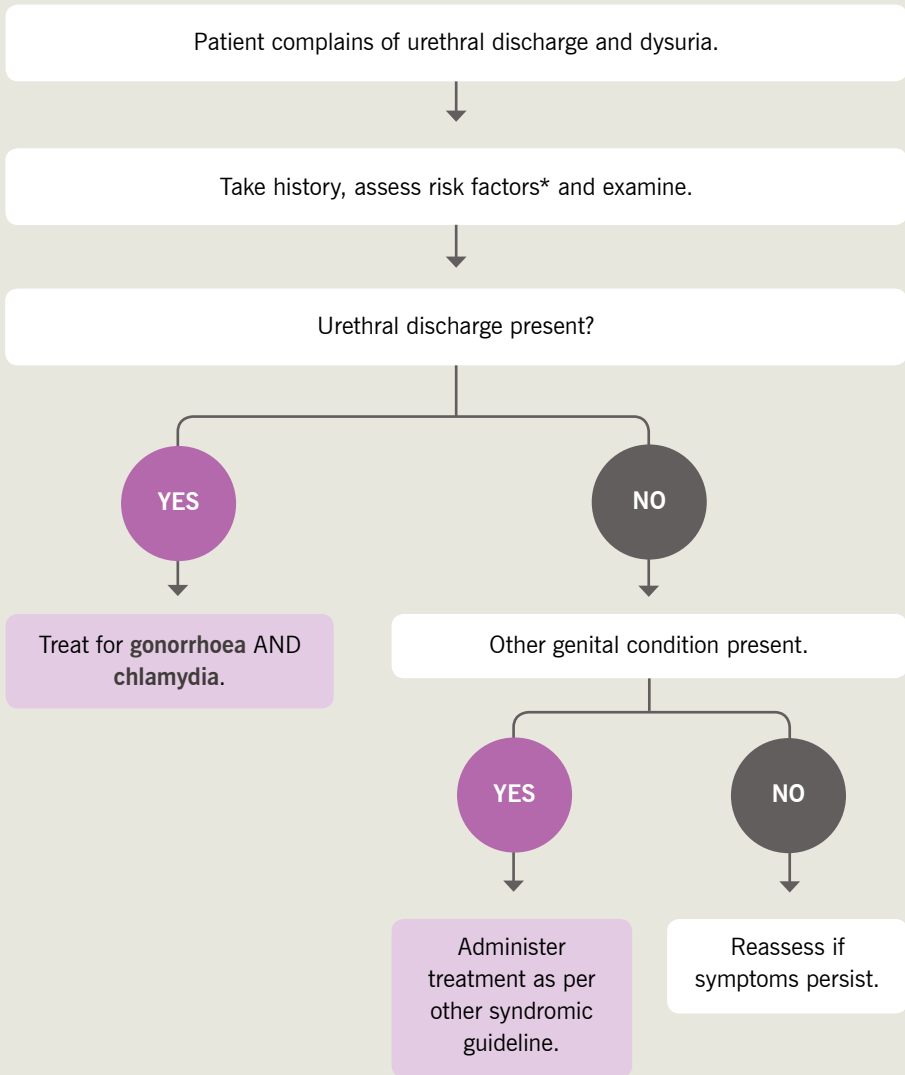 Patient complains of urethral discharge and dysuria.
Take history, assess risk factors* and examine.
Urethral discharge present?
YES
NO
Treat for gonorrhoea AND
chlamydia.
Other genital condition present.
YES
NO
Administer
treatment as per
other syndromic
guideline.
Reassess if
symptoms persist.